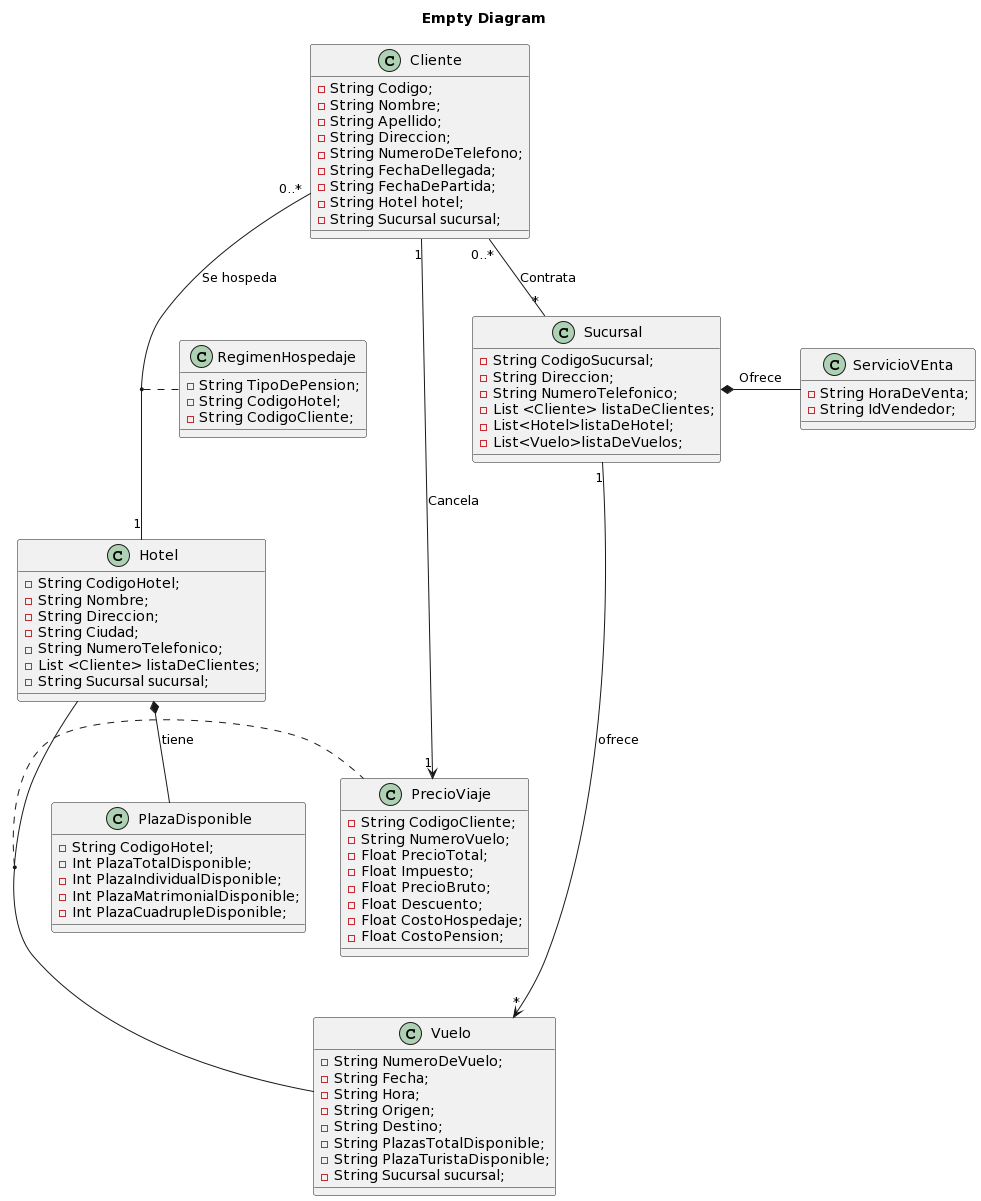 Empty Diagram
C Cliente
String Codigo;
String Nombre;
String Apellido;
String Direccion;
String NumeroDeTelefono;
String FechaDellegada;
String FechaDePartida;
String Hotel hotel;
String Sucursal sucursal;
0..*
1
0..*
Se hospeda
Contrata
*
C RegimenHospedaje
String TipoDePension;
String CodigoHotel;
String CodigoCliente;
C Sucursal
String CodigoSucursal;
String Direccion;
String NumeroTelefonico;
List <Cliente> listaDeClientes;
List<Hotel>listaDeHotel;
List<Vuelo>listaDeVuelos;
Ofrece
C ServicioVEnta
String HoraDeVenta;
String IdVendedor;
1
Cancela
1
C Hotel
String CodigoHotel;
String Nombre;
String Direccion;
String Ciudad;
String NumeroTelefonico;
List <Cliente> listaDeClientes;
String Sucursal sucursal;
tiene
ofrece
1
C PlazaDisponible
String CodigoHotel;
Int PlazaTotalDisponible;
Int PlazaIndividualDisponible;
Int PlazaMatrimonialDisponible;
Int PlazaCuadrupleDisponible;
C PrecioViaje
String CodigoCliente;
String NumeroVuelo;
Float PrecioTotal;
Float Impuesto;
Float PrecioBruto;
Float Descuento;
Float CostoHospedaje;
Float CostoPension;
*
C Vuelo
String NumeroDeVuelo;
String Fecha;
String Hora;
String Origen;
String Destino;
String PlazasTotalDisponible;
String PlazaTuristaDisponible;
String Sucursal sucursal;